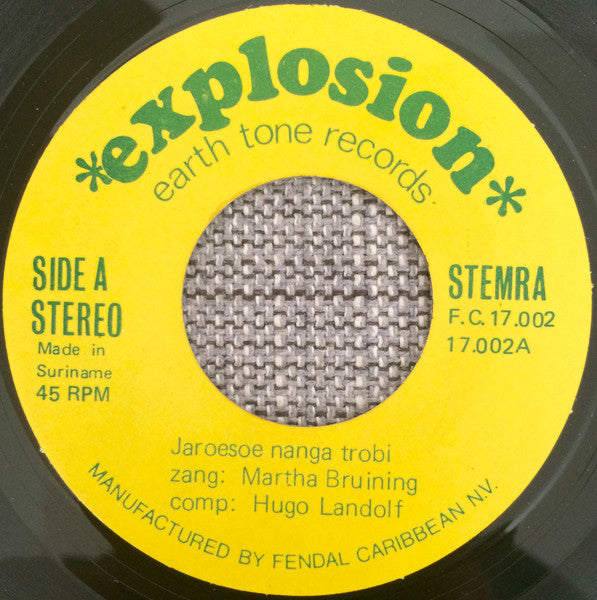 *explosion*
earth tone records
SIDE A
STEREO
Made in
Suriname
45 RPM
STEMRA
F.C. 17.002
17.002A
Jaroesoe nanga trobi
zang: Martha Bruining
comp: Hugo Landolf
MANUFACTURED BY FENDAL CARIBBEAN N.V.